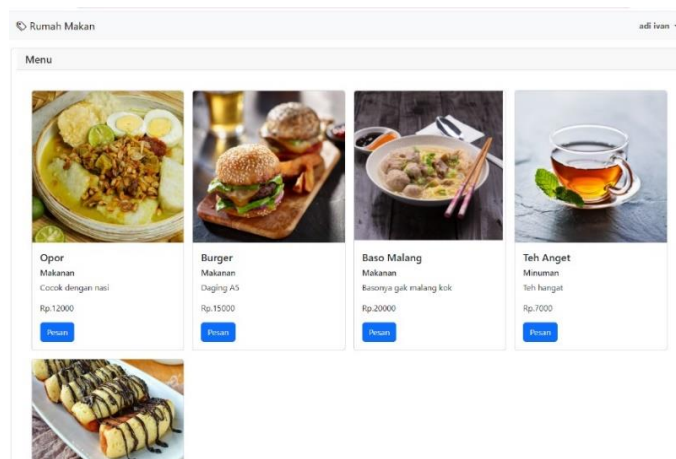 Rumah Makan
adi ivan
Menu
Opor
Makanan
Cocok dengan nasi
Rp.12000
Pesan
Burger
Makanan
Daging A5
Rp.15000
Pesan
Baso Malang
Makanan
Basonya gak malang kok
Rp.20000
Pesan
Teh Anget
Minuman
Teh hangat
Rp.7000
Pesan